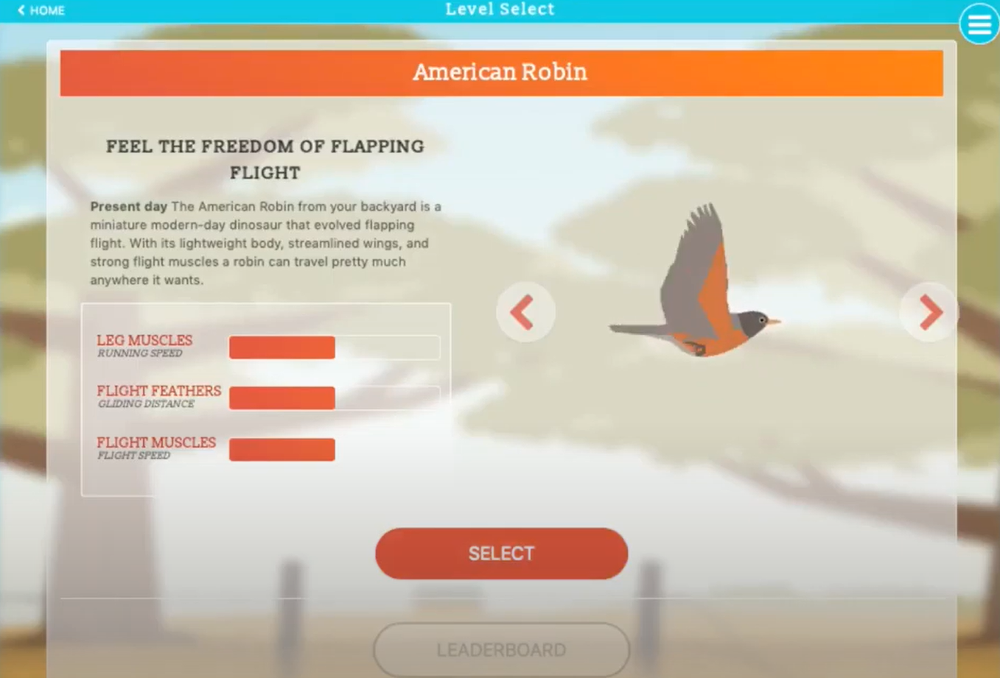 HOME
Level Select
American Robin
FEEL THE FREEDOM OF FLAPPING
FLIGHT
Present day The American Robin from your backyard is a
miniature modern-day dinosaur that evolved flapping
flight. With its lightweight body, streamlined wings, and
strong flight muscles a robin can travel pretty much
anywhere it wants.
LEG MUSCLES
RUNNING SPEED
FLIGHT FEATHERS
GLIDING DISTANCE
FLIGHT MUSCLES
FLIGHT SPEED
SELECT
LEADERBOARD